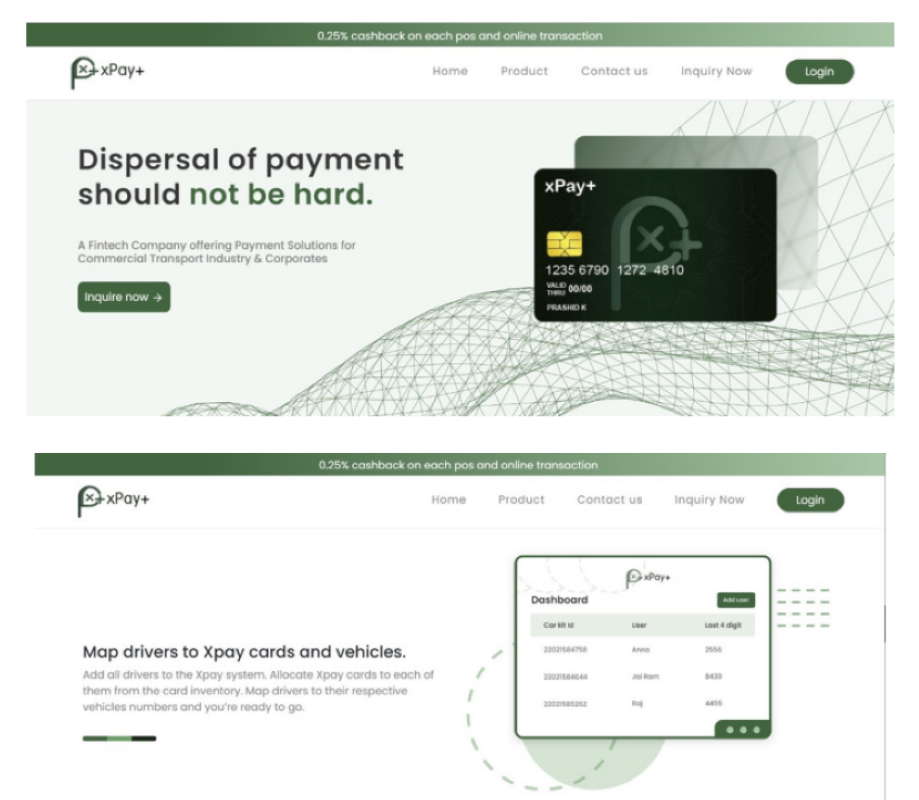 0.25% cashback on each pos and online transaction
xPay+ Home Product Contact us Inquiry Now Login
Dispersal of payment
should not be hard.
A Fintech Company offering Payment Solutions for
Commercial Transport Industry & Corporates
Inquire now →
xPay+
1235 6790 1272 4810
VALID
THRU 00/00
PRASHID K
0.25% cashback on each pos and online transaction
xPay+ Home Product Contact us Inquiry Now Login
Map drivers to Xpay cards and vehicles.
Add all drivers to the Xpay system. Allocate Xpay cards to each of
them from the card inventory. Map drivers to their respective
vehicles numbers and you're ready to go.
xPay+
Dashboard Add user
Car kit Id User Last 4 digit
22021584758 Anna 2556
22021584644 Jai Ram 8439
22021585262 Raj 4455